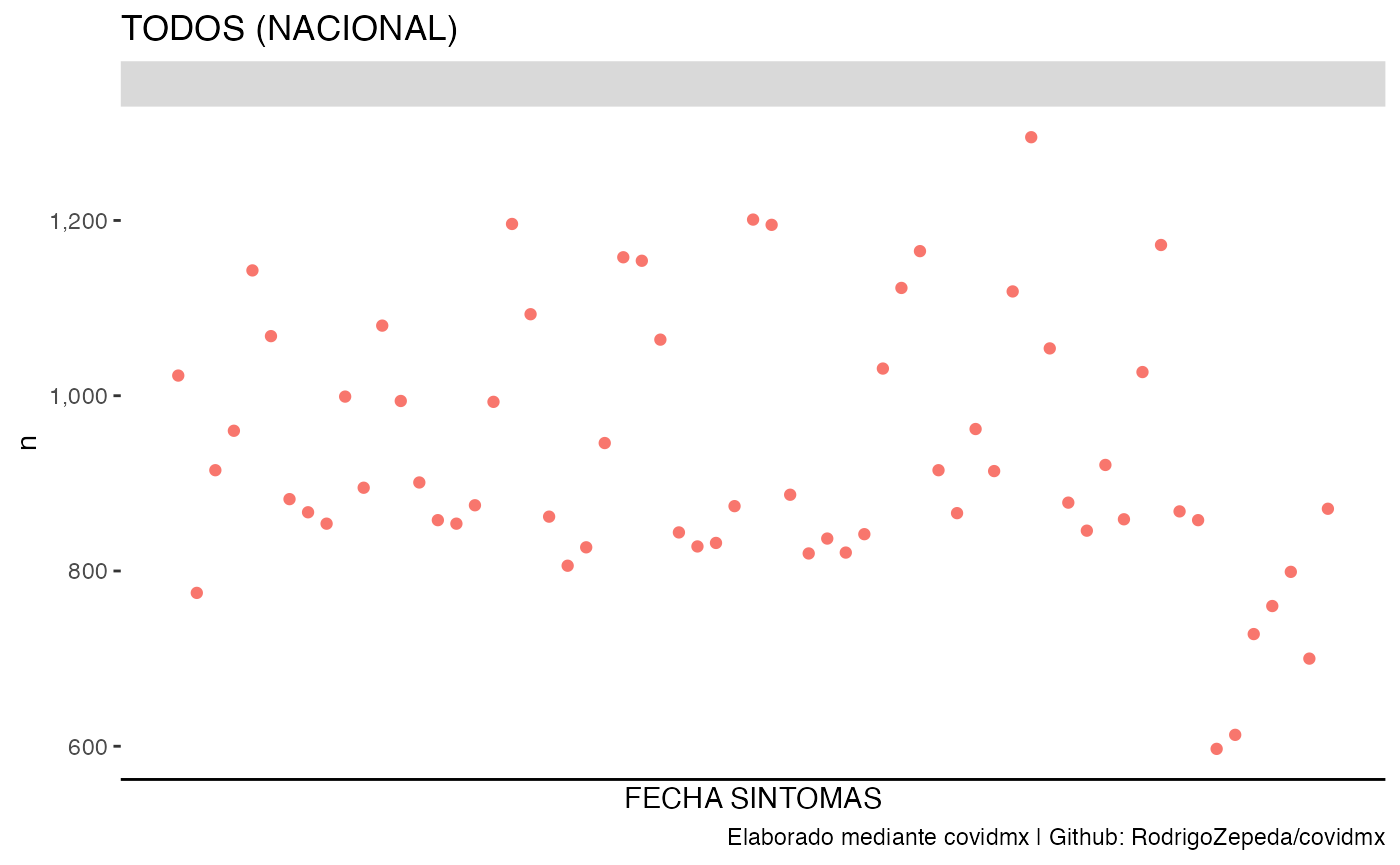 TODOS (NACIONAL)
1,200
1,000
800
600
n
FECHA SINTOMAS
Elaborado mediante covidmx | Github: RodrigoZepeda/covidmx